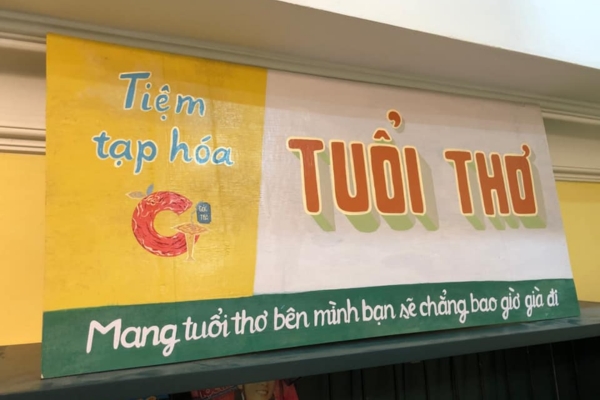 Tiệm
tạp hóa
TUỔI THƠ
Mang tuổi thơ bên mình bạn sẽ chẳng bao giờ già đi